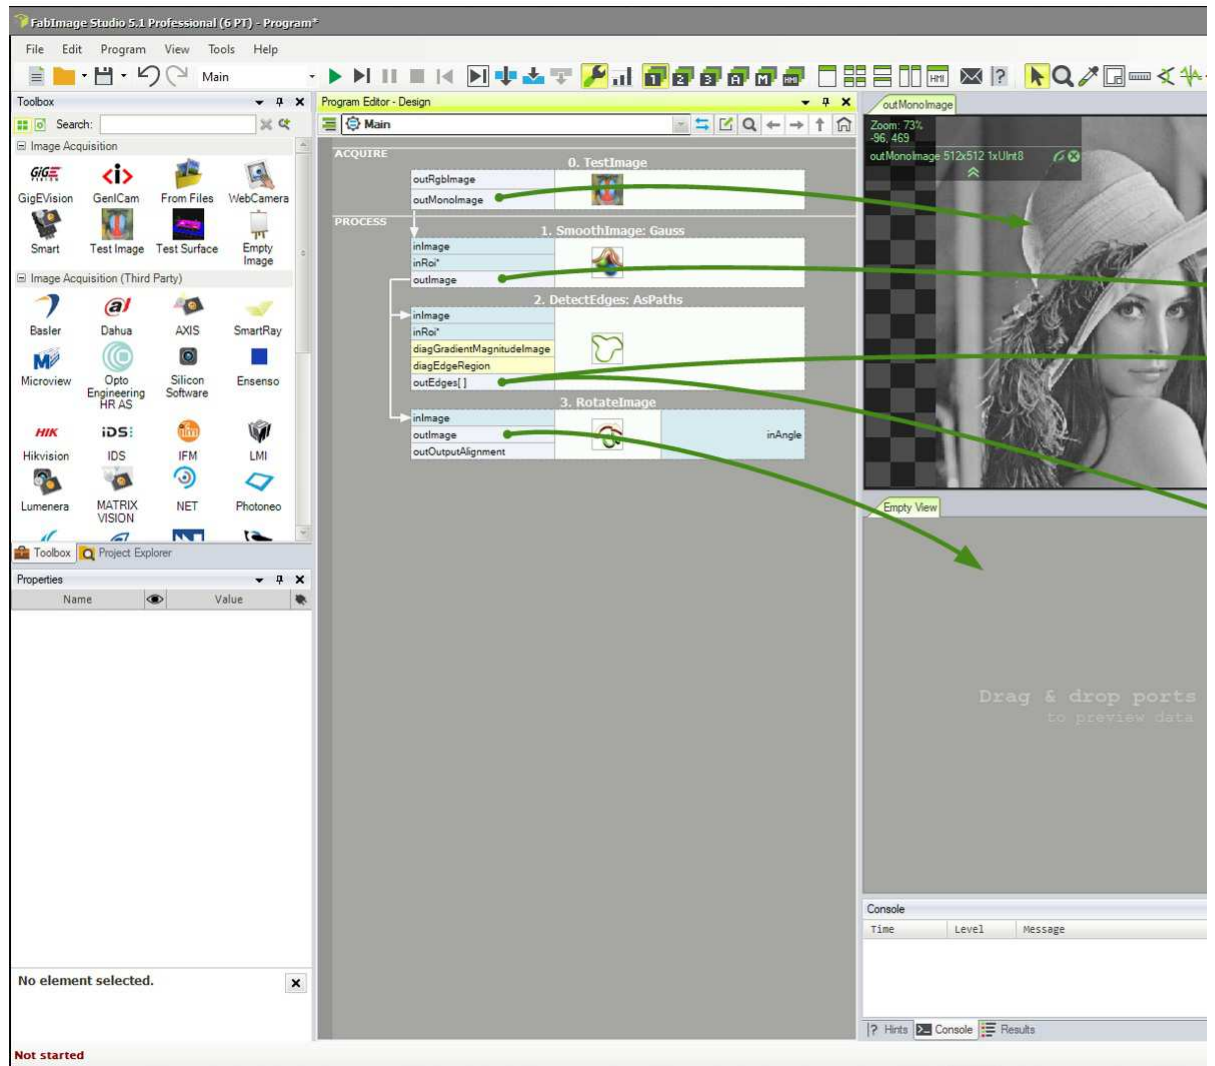 FabImage Studio 5.1 Professional (6 PT) - Program*
File Edit Program View Tools Help
Main
Toolbox
Search:
Image Acquisition
GigEVision GenICam From Files WebCamera
Smart Test Image Test Surface Empty Image
Image Acquisition (Third Party)
Basler Dahua AXIS SmartRay
Microview Opto Engineering HR AS Silicon Software Ensenso
Hikvision IDS IFM LMI
Lumenera MATRIX VISION NET Photoneo
Toolbox Project Explorer
Properties
Name Value
No element selected.
Not started
Program Editor - Design
Main
ACQUIRE
0. TestImage
outRgbImage
outMonoImage
PROCESS
1. SmoothImage: Gauss
inImage
inRoi*
outImage
2. DetectEdges: AsPaths
inImage
inRoi*
diagGradientMagnitudeImage
diagEdgeRegion
outEdges[ ]
3. RotateImage
inImage
outImage inAngle
outOutputAlignment
outMonoImage
Zoom: 73%
-96, 469
outMonoImage 512x512 1xUInt8
Empty View
Drag & drop ports
to preview data
Console
Time Level Message
Hints Console Results